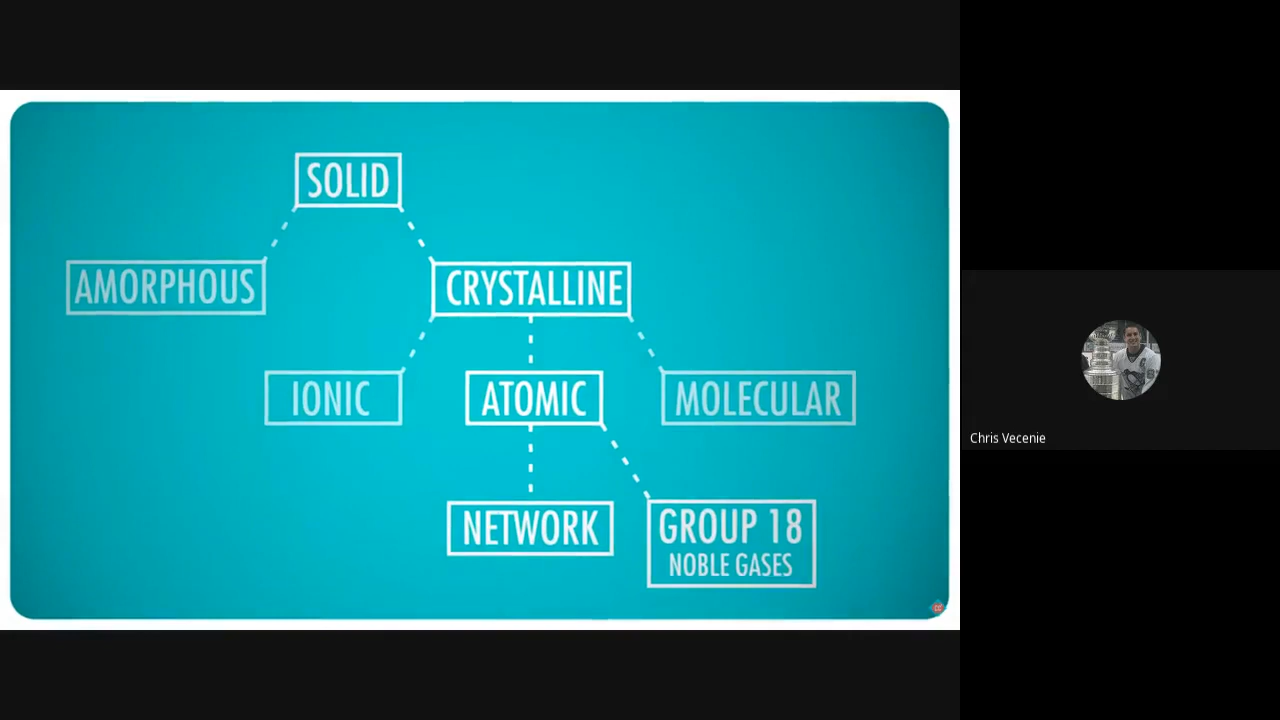 SOLID
AMORPHOUS
CRYSTALLINE
IONIC
ATOMIC
MOLECULAR
NETWORK
GROUP 18
NOBLE GASES
Chris Vecenie